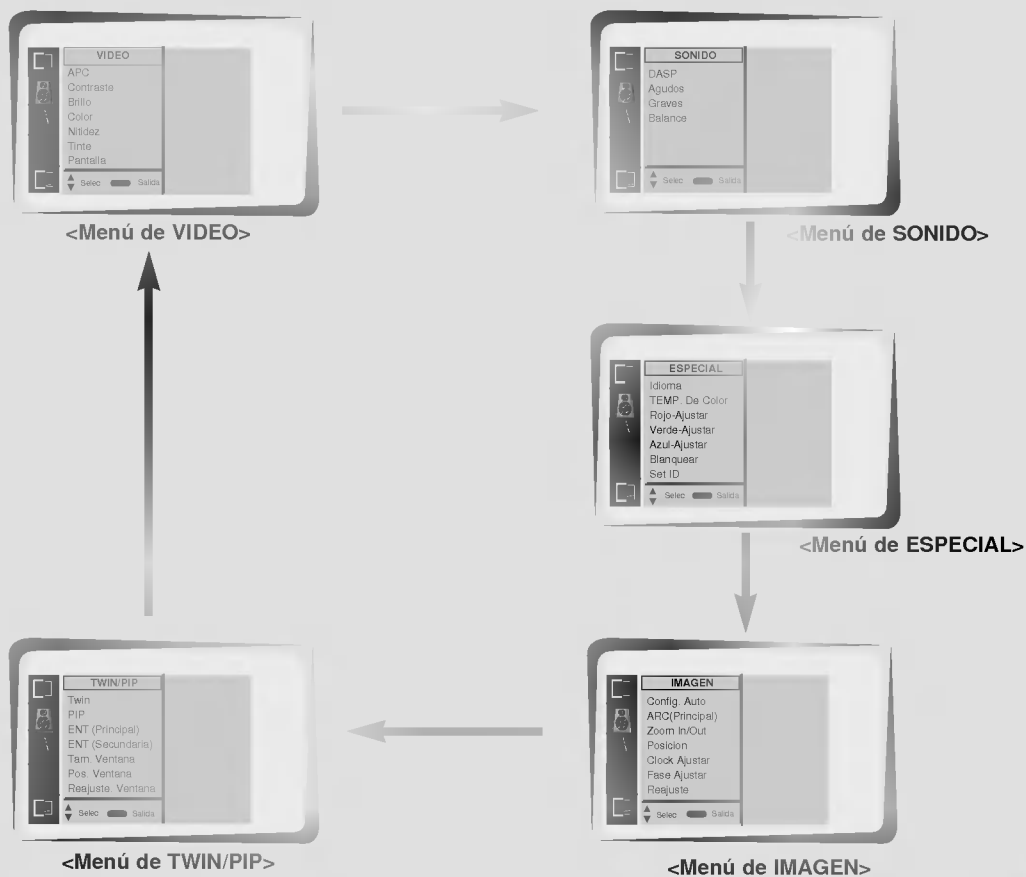 VIDEO
APC
Contraste
Brillo
Color
Nitidez
Tinte
Pantalla
Selec Salida
<Menú de VIDEO>
SONIDO
DASP
Agudos
Graves
Balance
Selec Salida
<Menú de SONIDO>
ESPECIAL
Idioma
TEMP. De Color
Rojo-Ajustar
Verde-Ajustar
Azul-Ajustar
Blanquear
Set ID
Selec Salida
<Menú de ESPECIAL>
TWIN/PIP
Twin
PIP
ENT (Principal)
ENT (Secundaria)
Tam. Ventana
Pos. Ventana
Reajuste. Ventana
Selec Salida
<Menú de TWIN/PIP>
IMAGEN
Config. Auto
ARC(Principal)
Zoom In/Out
Posicion
Clock Ajustar
Fase Ajustar
Reajuste
Selec Salida
<Menú de IMAGEN>